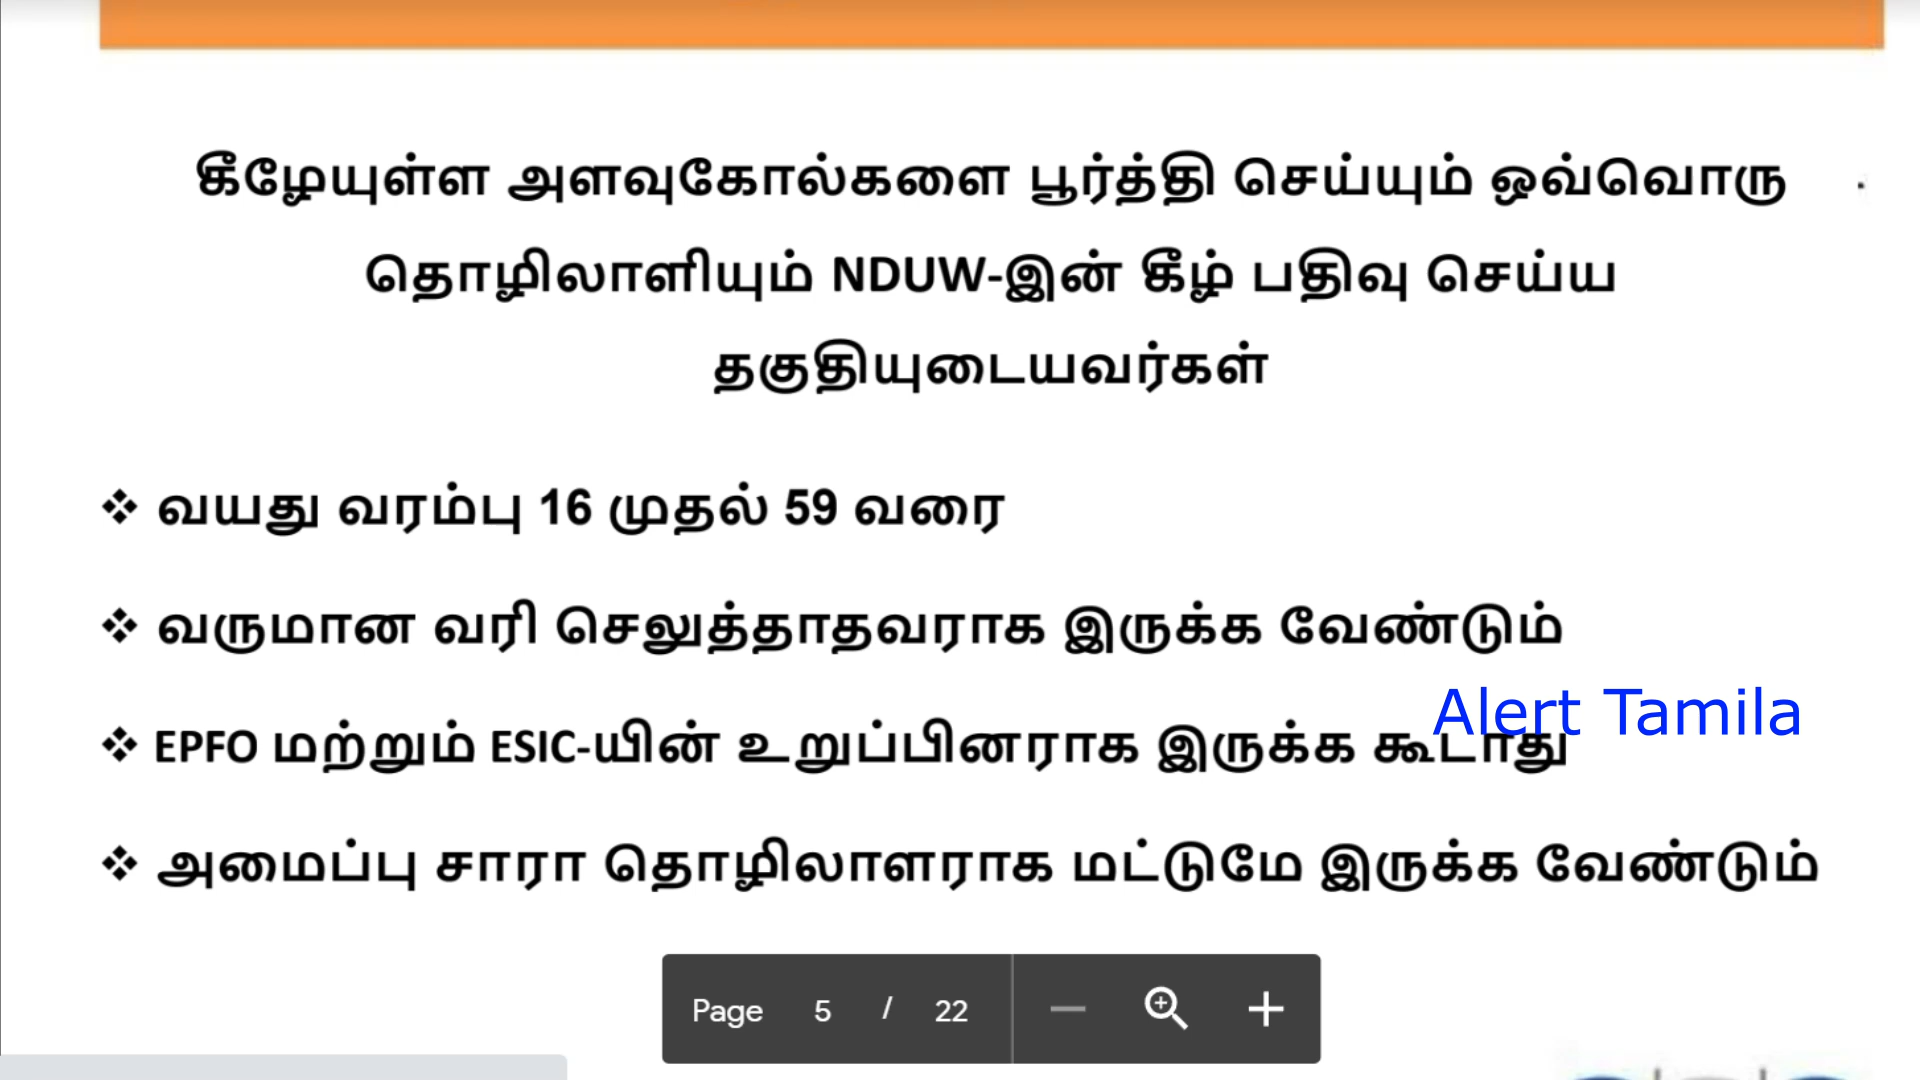 கீழேயுள்ள அளவுகோல்களை பூர்த்தி செய்யும் ஒவ்வொரு
தொழிலாளியும் NDUW-இன் கீழ் பதிவு செய்ய
தகுதியுடையவர்கள்
❖ வயது வரம்பு 16 முதல் 59 வரை
❖ வருமான வரி செலுத்தாதவராக இருக்க வேண்டும்
Alert Tamila
❖ EPFO மற்றும் ESIC-யின் உறுப்பினராக இருக்க கூடாது
❖ அமைப்பு சாரா தொழிலாளராக மட்டுமே இருக்க வேண்டும்
Page 5 / 22